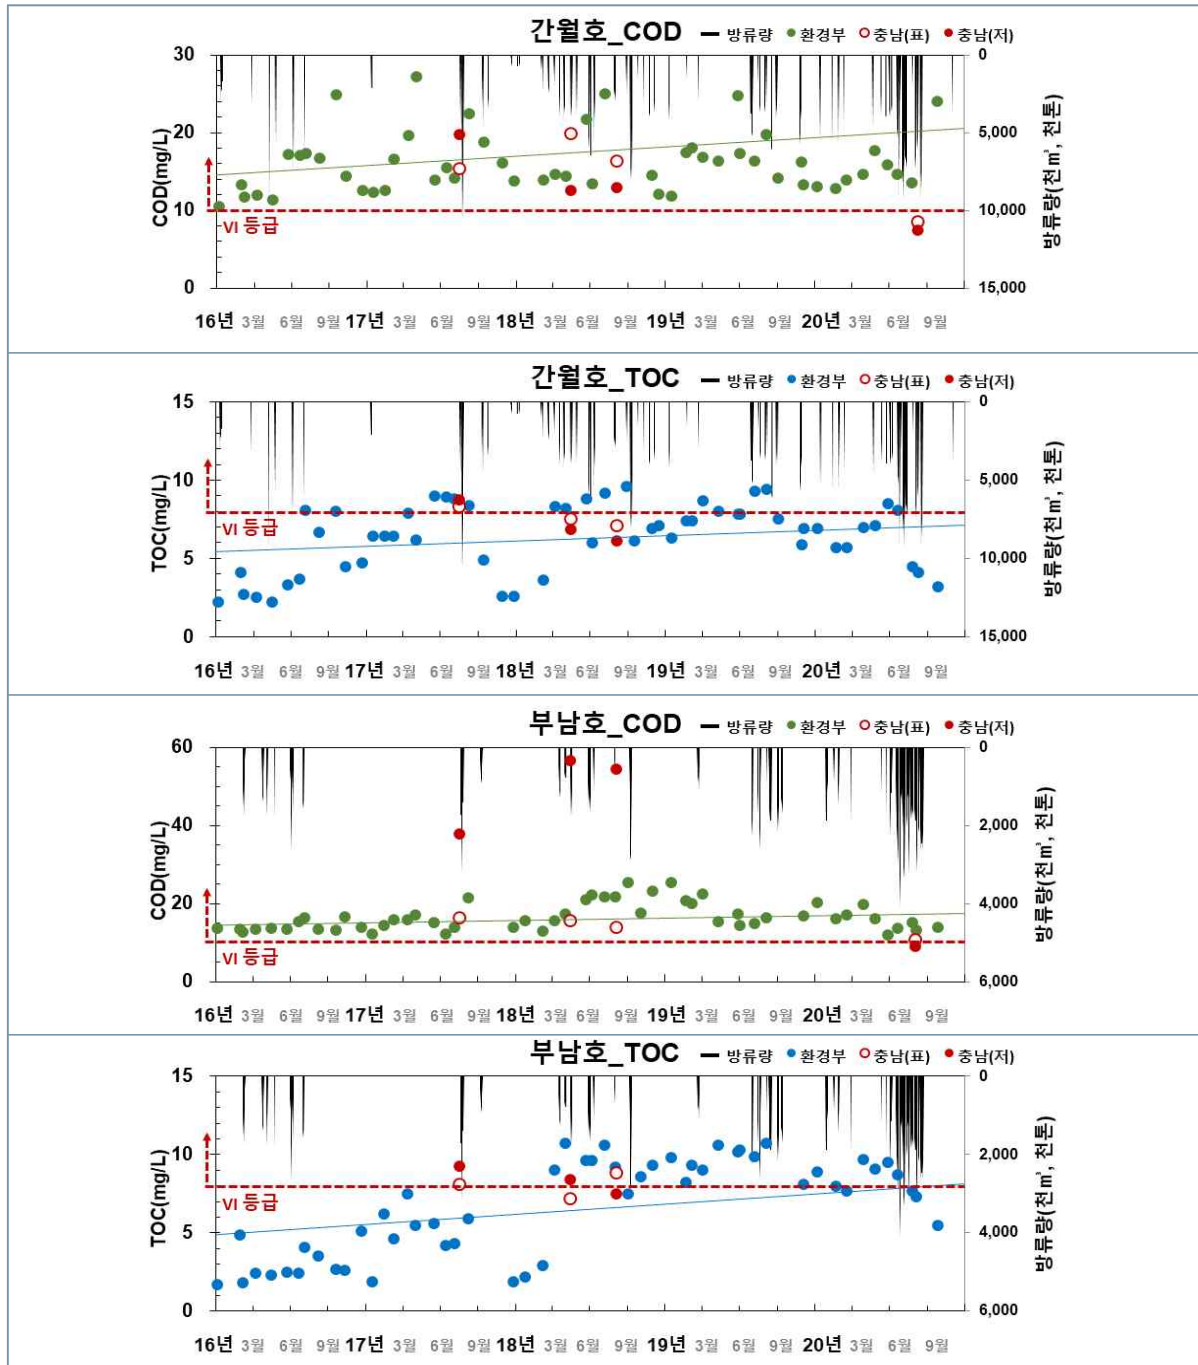 간월호_COD
방류량 환경부 충남(표) 충남(저)
30
20
10
0
COD(mg/L)
VI 등급
0
5,000
10,000
15,000
방류량(천㎥, 천톤)
16년 3월 6월 9월 17년 3월 6월 9월 18년 3월 6월 9월 19년 3월 6월 9월 20년 3월 6월 9월
간월호_TOC
방류량 환경부 충남(표) 충남(저)
15
10
5
0
TOC(mg/L)
VI 등급
0
5,000
10,000
15,000
방류량(천㎥, 천톤)
16년 3월 6월 9월 17년 3월 6월 9월 18년 3월 6월 9월 19년 3월 6월 9월 20년 3월 6월 9월
부남호_COD
방류량 환경부 충남(표) 충남(저)
60
40
20
0
COD(mg/L)
VI 등급
0
2,000
4,000
6,000
방류량(천㎥, 천톤)
16년 3월 6월 9월 17년 3월 6월 9월 18년 3월 6월 9월 19년 3월 6월 9월 20년 3월 6월 9월
부남호_TOC
방류량 환경부 충남(표) 충남(저)
15
10
5
0
TOC(mg/L)
VI 등급
0
2,000
4,000
6,000
방류량(천㎥, 천톤)
16년 3월 6월 9월 17년 3월 6월 9월 18년 3월 6월 9월 19년 3월 6월 9월 20년 3월 6월 9월